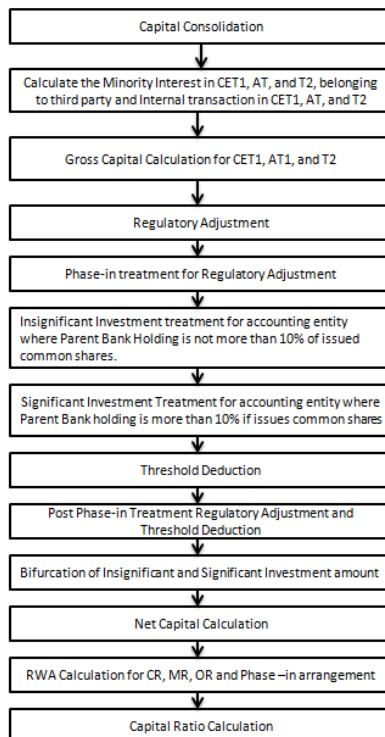 Capital Consolidation
Calculate the Minority Interest in CET1, AT, and T2, belonging
to third party and Internal transaction in CET1, AT, and T2
Gross Capital Calculation for CET1, AT1, and T2
Regulatory Adjustment
Phase-in treatment for Regulatory Adjustment
Insignificant Investment treatment for accounting entity
where Parent Bank Holding is not more than 10% of issued
common shares.
Significant Investment Treatment for accounting entity where
Parent Bank holding is more than 10% if issues common shares
Threshold Deduction
Post Phase-in Treatment Regulatory Adjustment and
Threshold Deduction
Bifurcation of Insignificant and Significant Investment amount
Net Capital Calculation
RWA Calculation for CR, MR, OR and Phase –in arrangement
Capital Ratio Calculation